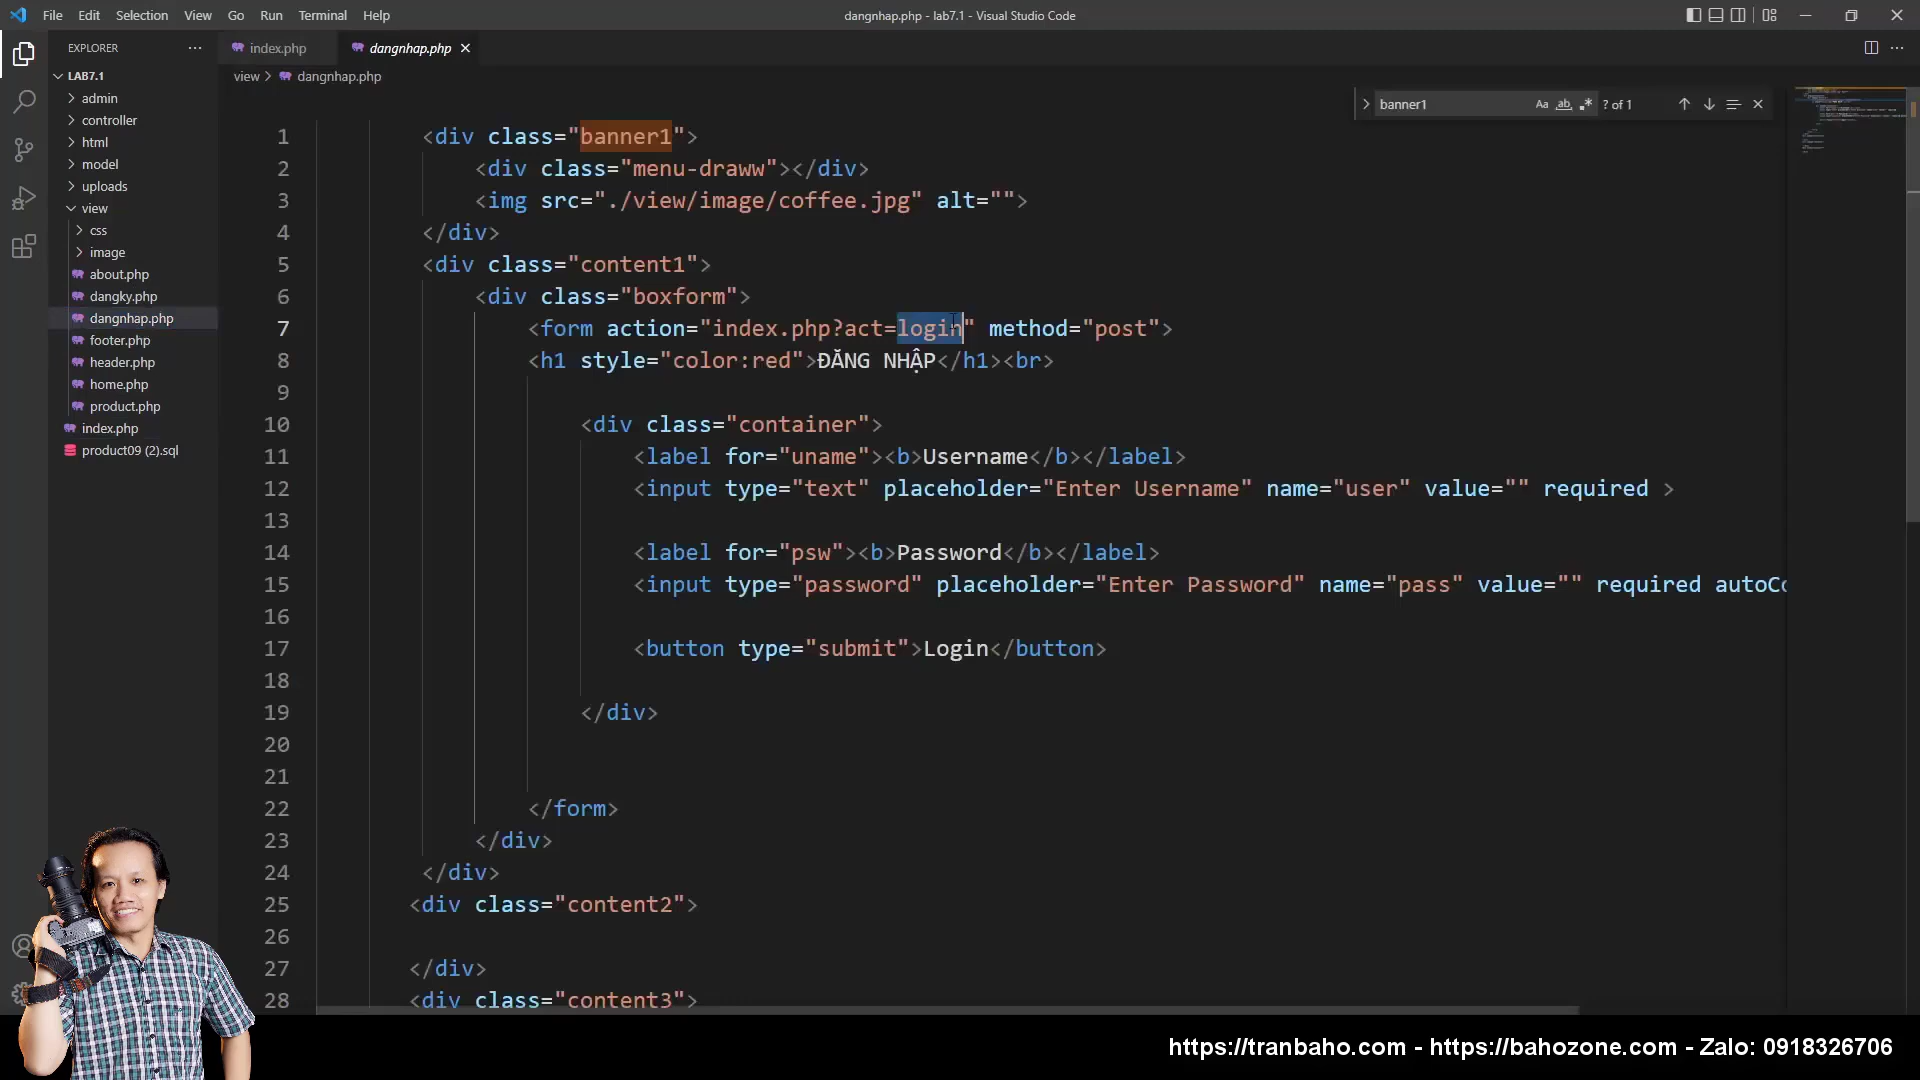 File Edit Selection View Go Run Terminal Help
dangnhap.php - lab7.1 - Visual Studio Code
EXPLORER
LAB7.1
admin
controller
html
model
uploads
view
css
image
about.php
dangky.php
dangnhap.php
footer.php
header.php
home.php
product.php
index.php
product09 (2).sql
index.php
dangnhap.php
view > dangnhap.php
banner1
Aa ab ? of 1
1 <div class="banner1">
2 <div class="menu-draww"></div>
3 <img src="./view/image/coffee.jpg" alt="">
4 </div>
5 <div class="content1">
6 <div class="boxform">
7 <form action="index.php?act=login" method="post">
8 <h1 style="color:red">ĐĂNG NHẬP</h1><br>
9
10 <div class="container">
11 <label for="uname"><b>Username</b></label>
12 <input type="text" placeholder="Enter Username" name="user" value="" required >
13
14 <label for="psw"><b>Password</b></label>
15 <input type="password" placeholder="Enter Password" name="pass" value="" required autoCo
16
17 <button type="submit">Login</button>
18
19 </div>
20
21
22 </form>
23 </div>
24 </div>
25 <div class="content2">
26
27 </div>
28 <div class="content3">
https://tranbaho.com - https://bahozone.com - Zalo: 0918326706